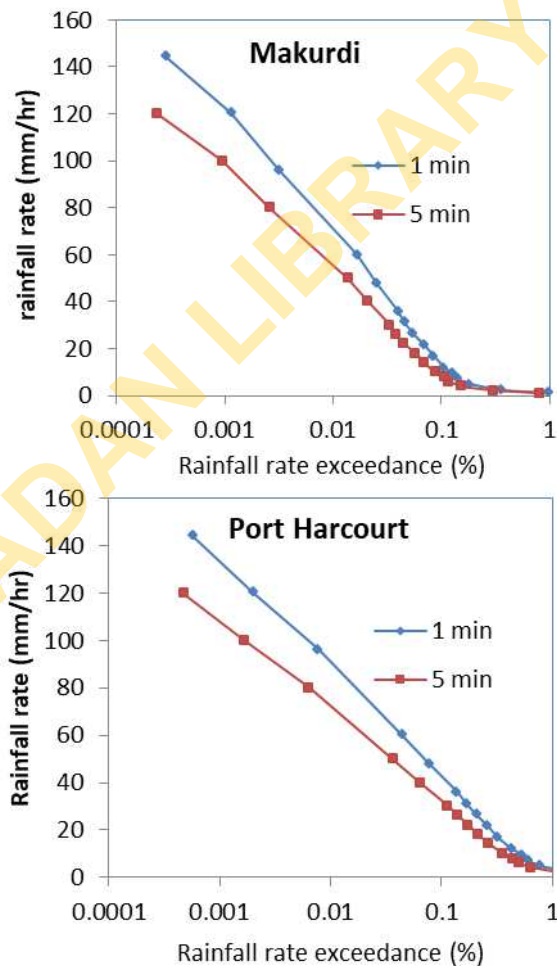 160
Makurdi
140
120
100
1 min
80
5 min
60
40
20
0
rainfall rate (mm/hr)
0.0001 0.001 0.01 0.1 1
Rainfall rate exceedance (%)
160
Port Harcourt
140
120
100
1 min
80
5 min
60
40
20
0
Rainfall rate (mm/hr)
0.0001 0.001 0.01 0.1 1
Rainfall rate exceedance (%)
ADAN LIBRARY